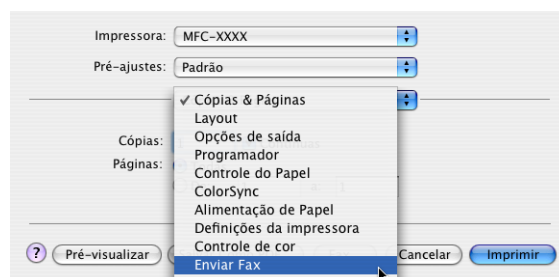 Impressora: MFC-XXXX
Pré-ajustes: Padrão
✓ Cópias & Páginas
Layout
Opções de saída
Cópias:
Programador
Páginas:
Controle do Papel
ColorSync
Alimentação de Papel
Definições da impressora
Controle de cor
Enviar Fax
? Pré-visualizar Cancelar Imprimir